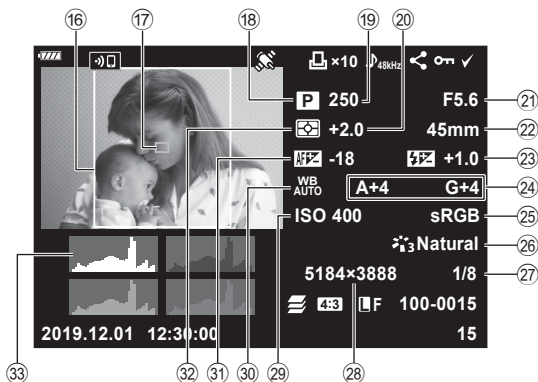 16 17 18 19 20
×10 48kHz
P 250 F5.6 21
+2.0 45mm 22
AF -18 +1.0 23
WB AUTO A+4 G+4 24
ISO 400 sRGB 25
3 Natural 26
5184×3888 1/8 27
4:3 L F 100-0015
2019.12.01 12:30:00 15
33 32 31 30 29 28